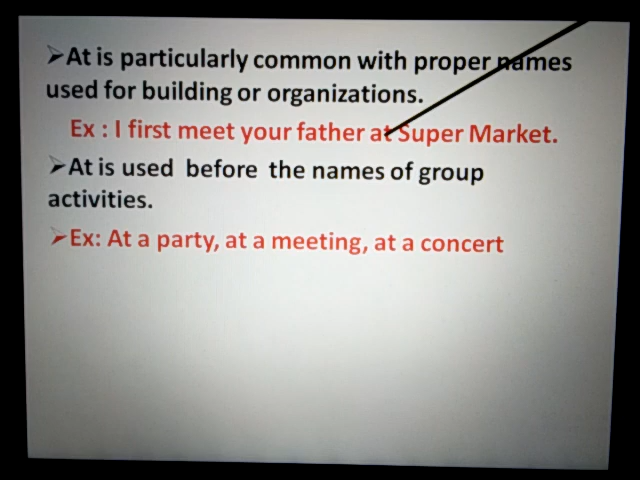 ➢At is particularly common with proper names
used for building or organizations.
Ex : I first meet your father at Super Market.
➢At is used before the names of group
activities.
➢Ex: At a party, at a meeting, at a concert